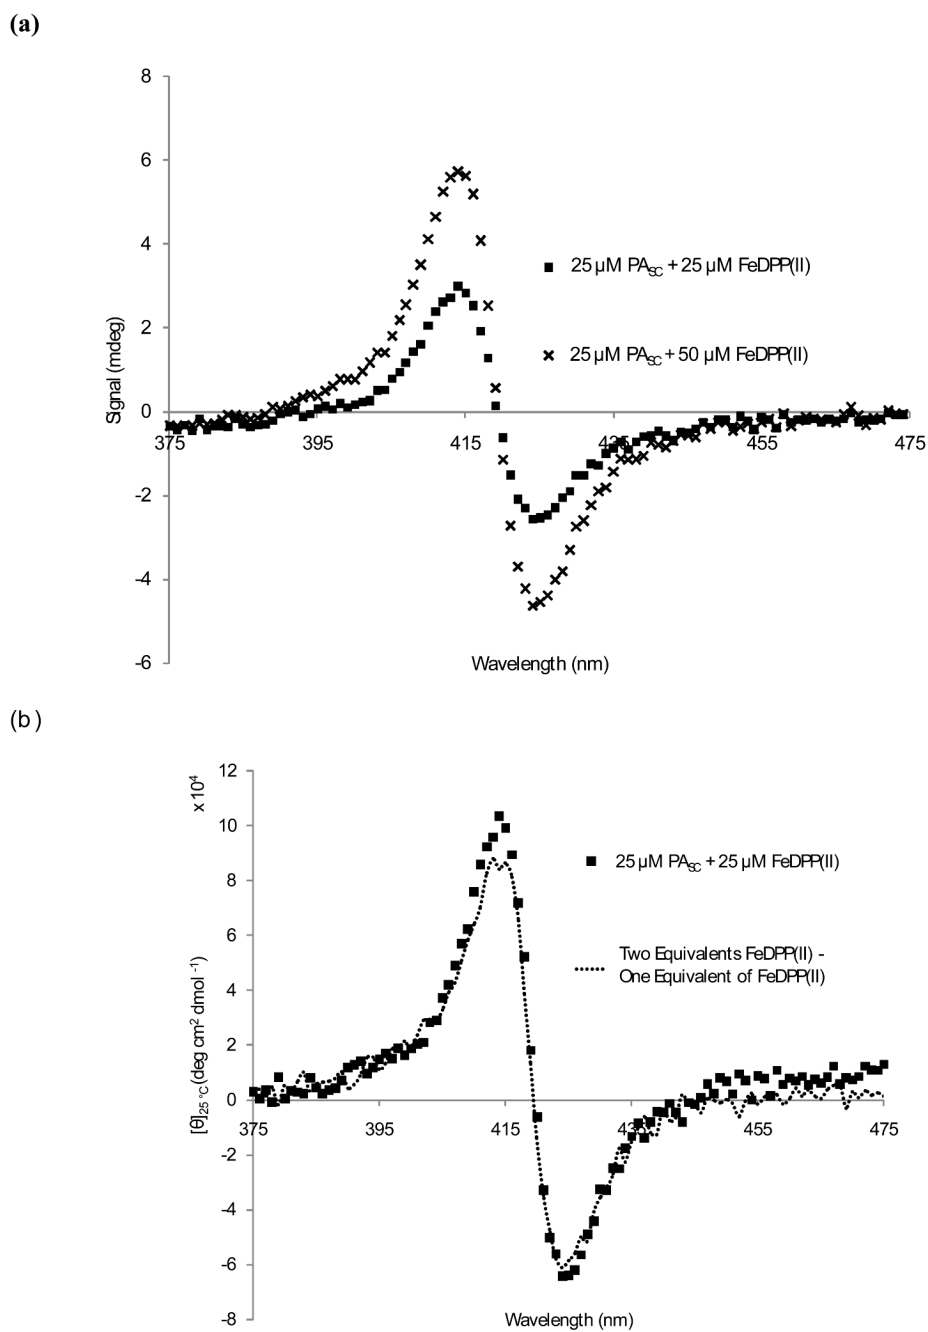 (a)
8
6
4
2
0
-2
-4
-6
375
395
415
435
455
475
Signal (mdeg)
Wavelength (nm)
25 µM PASC + 25 µM FeDPP(II)
25 µM PASC + 50 µM FeDPP(II)
(b)
x 10⁴
12
10
8
6
4
2
0
-2
-4
-6
-8
375
395
415
435
455
475
[θ]25 °C (deg cm² dmol⁻¹)
Wavelength (nm)
25 µM PASC + 25 µM FeDPP(II)
Two Equivalents FeDPP(II) -
One Equivalent of FeDPP(II)